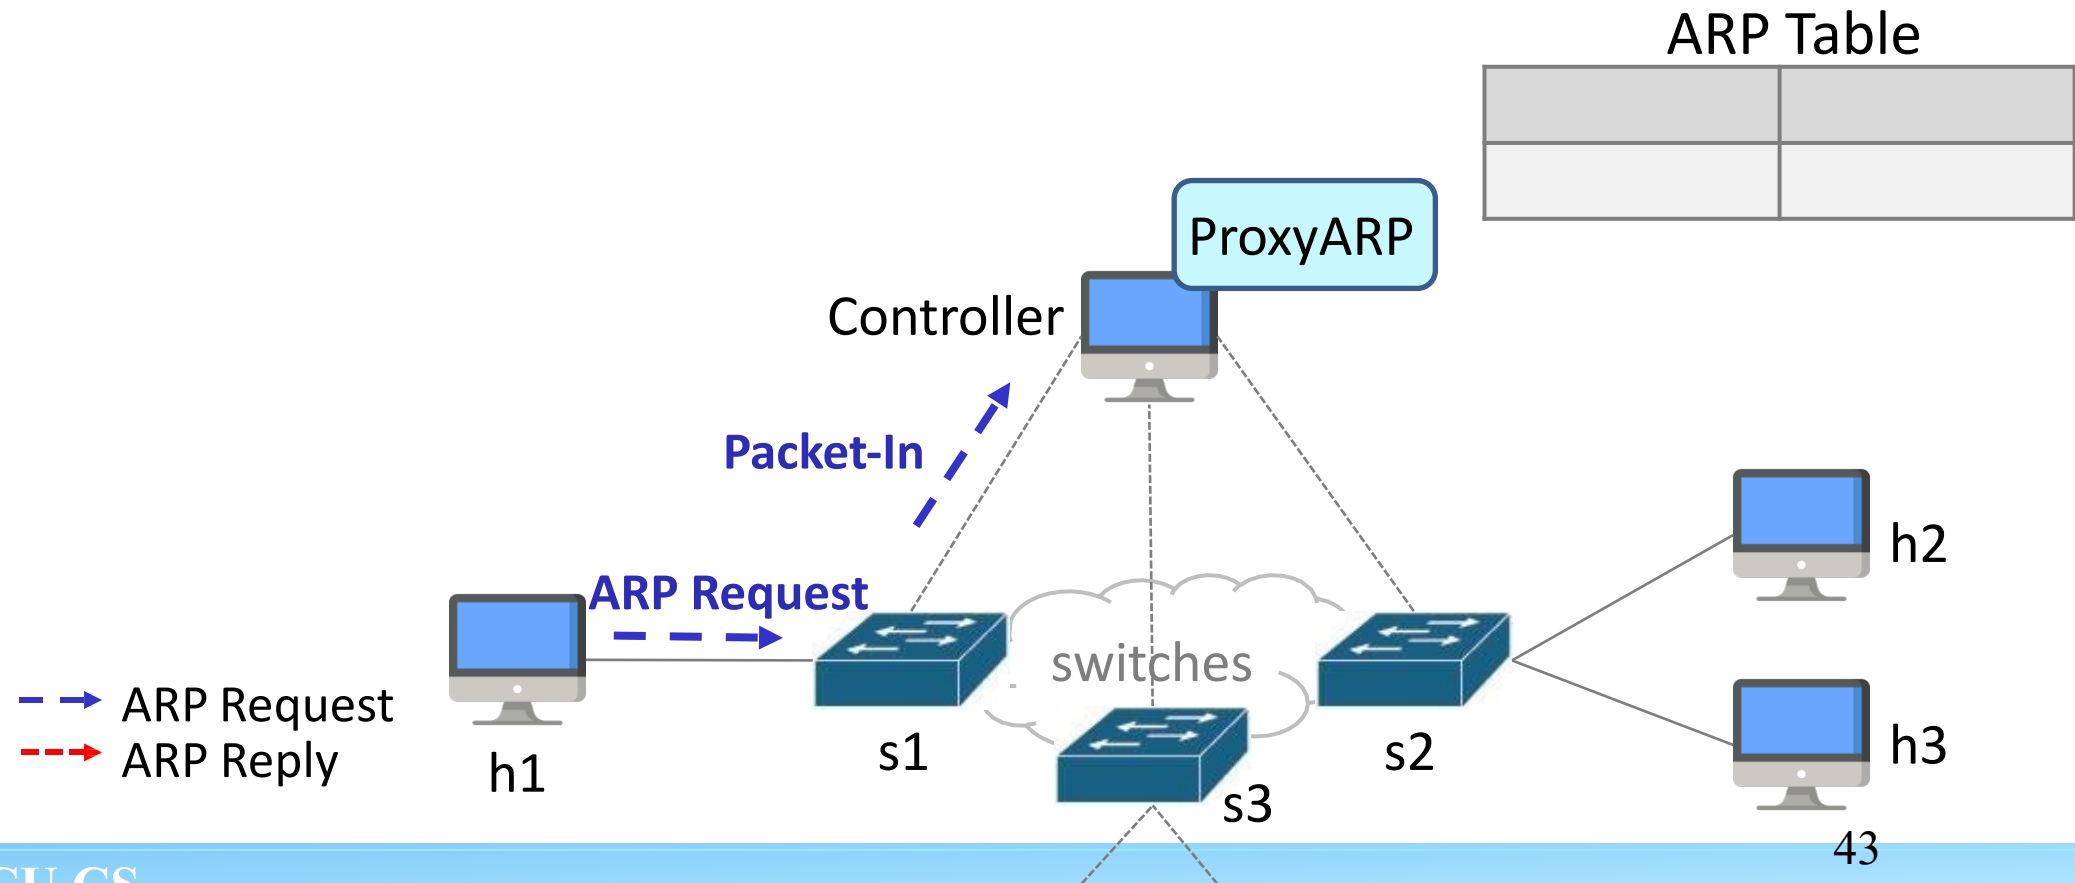 ARP Table
ProxyARP
Controller
Packet-In
ARP Request
switches
h2
ARP Request
ARP Reply
h1
s1
s2
h3
s3
43
CS